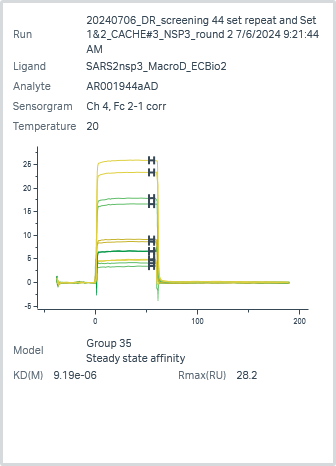 20240706_DR_screening 44 set repeat and Set
Run 1&2_CACHE#3_NSP3_round 2 7/6/2024 9:21:44
AM
Ligand SARS2nsp3_MacroD_ECBio2
Analyte AR001944aAD
Sensorgram Ch 4, Fc 2-1 corr
Temperature 20
25
20
15
10
5
0
-5
0 100 200
Model Group 35
Steady state affinity
KD(M) 9.19e-06 Rmax(RU) 28.2